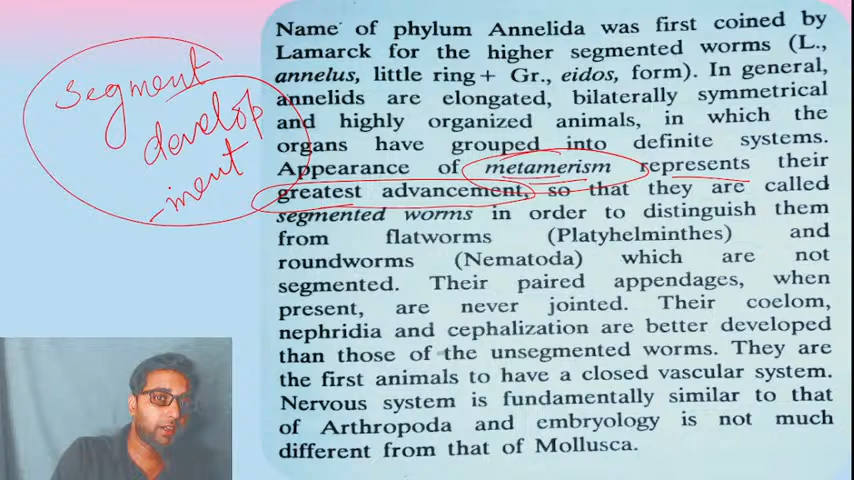 Segment
develop
-ment
Name of phylum Annelida was first coined by
Lamarck for the higher segmented worms (L.,
annelus, little ring + Gr., eidos, form). In general,
annelids are elongated, bilaterally symmetrical
and highly organized animals, in which the
organs have grouped into definite systems.
Appearance of metamerism represents their
greatest advancement, so that they are called
segmented worms in order to distinguish them
from flatworms (Platyhelminthes) and
roundworms (Nematoda) which are not
segmented. Their paired appendages, when
present, are never jointed. Their coelom,
nephridia and cephalization are better developed
than those of the unsegmented worms. They are
the first animals to have a closed vascular system.
Nervous system is fundamentally similar to that
of Arthropoda and embryology is not much
different from that of Mollusca.